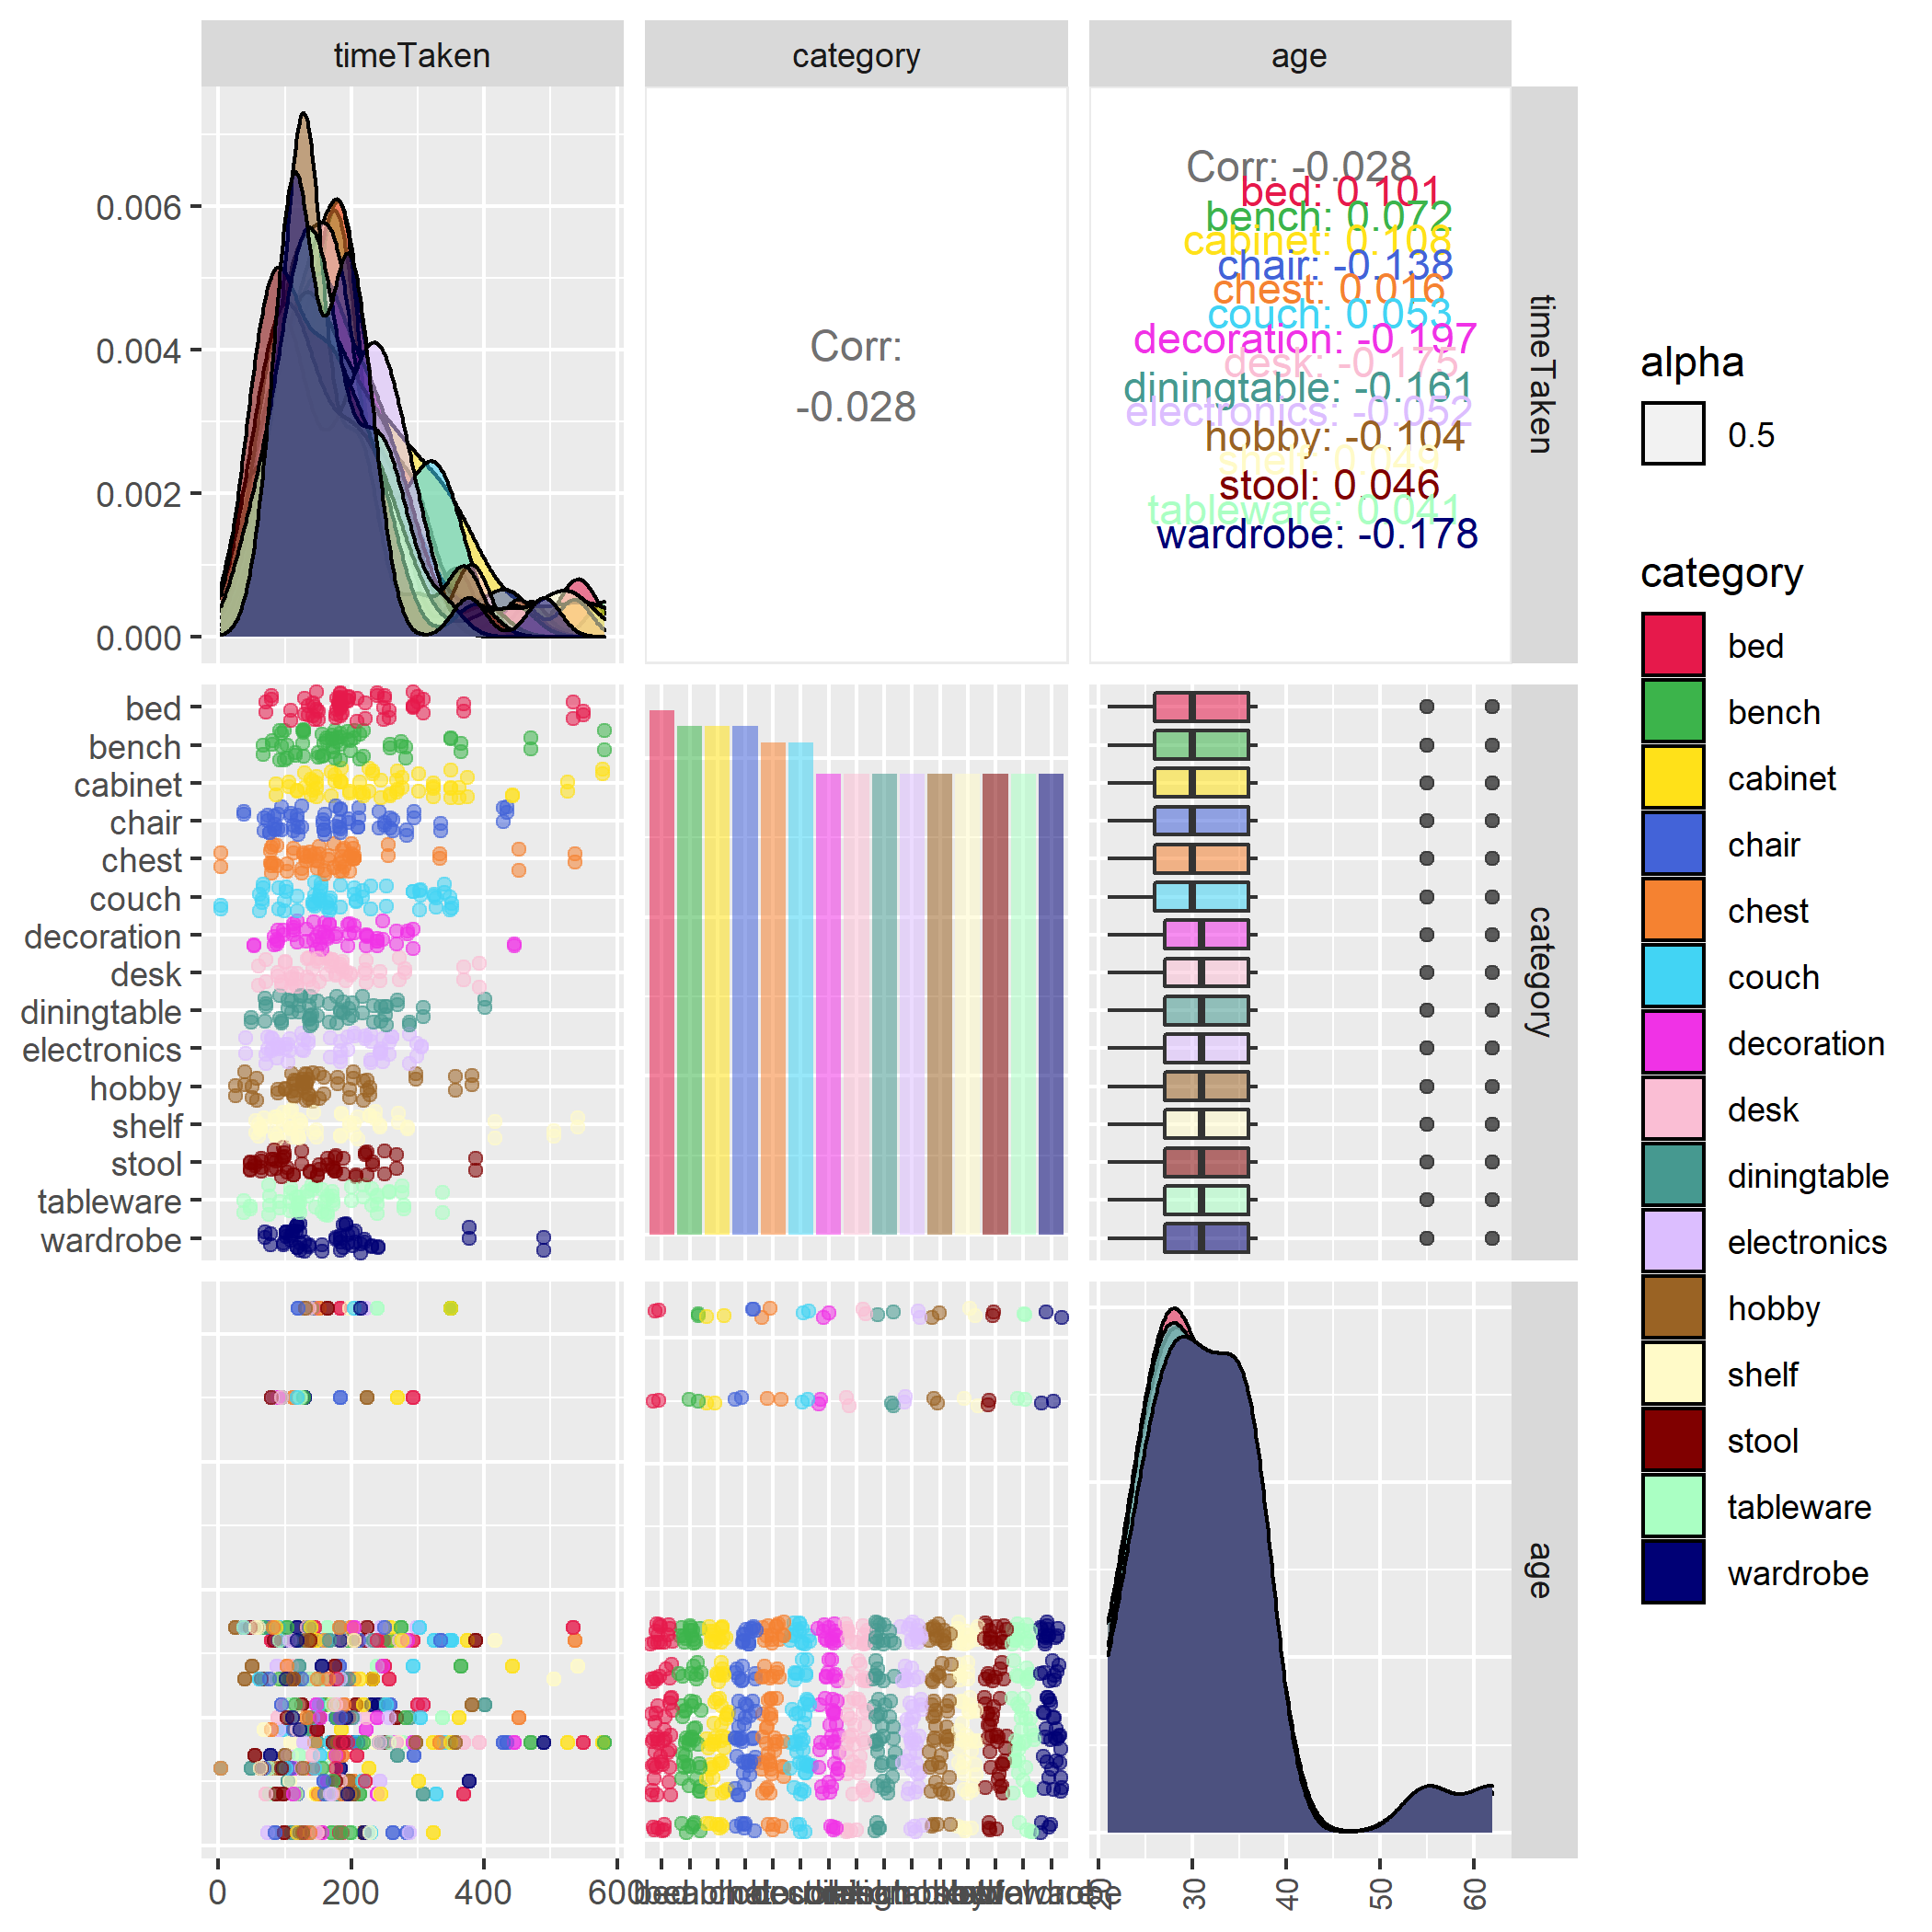 timeTaken
category
age
0.006
0.004
0.002
0.000
Corr:
-0.028
Corr: -0.028
bed: 0.101
bench: 0.072
cabinet: 0.108
chair: -0.138
chest: 0.016
couch: 0.053
decoration: -0.197
desk: -0.175
diningtable: -0.161
electronics: -0.052
hobby: -0.104
shelf: 0.049
stool: 0.046
tableware: 0.041
wardrobe: -0.178
timeTaken
bed
bench
cabinet
chair
chest
couch
decoration
desk
diningtable
electronics
hobby
shelf
stool
tableware
wardrobe
category
age
0
200
400
600
20
30
40
50
60
alpha
0.5
category
bed
bench
cabinet
chair
chest
couch
decoration
desk
diningtable
electronics
hobby
shelf
stool
tableware
wardrobe